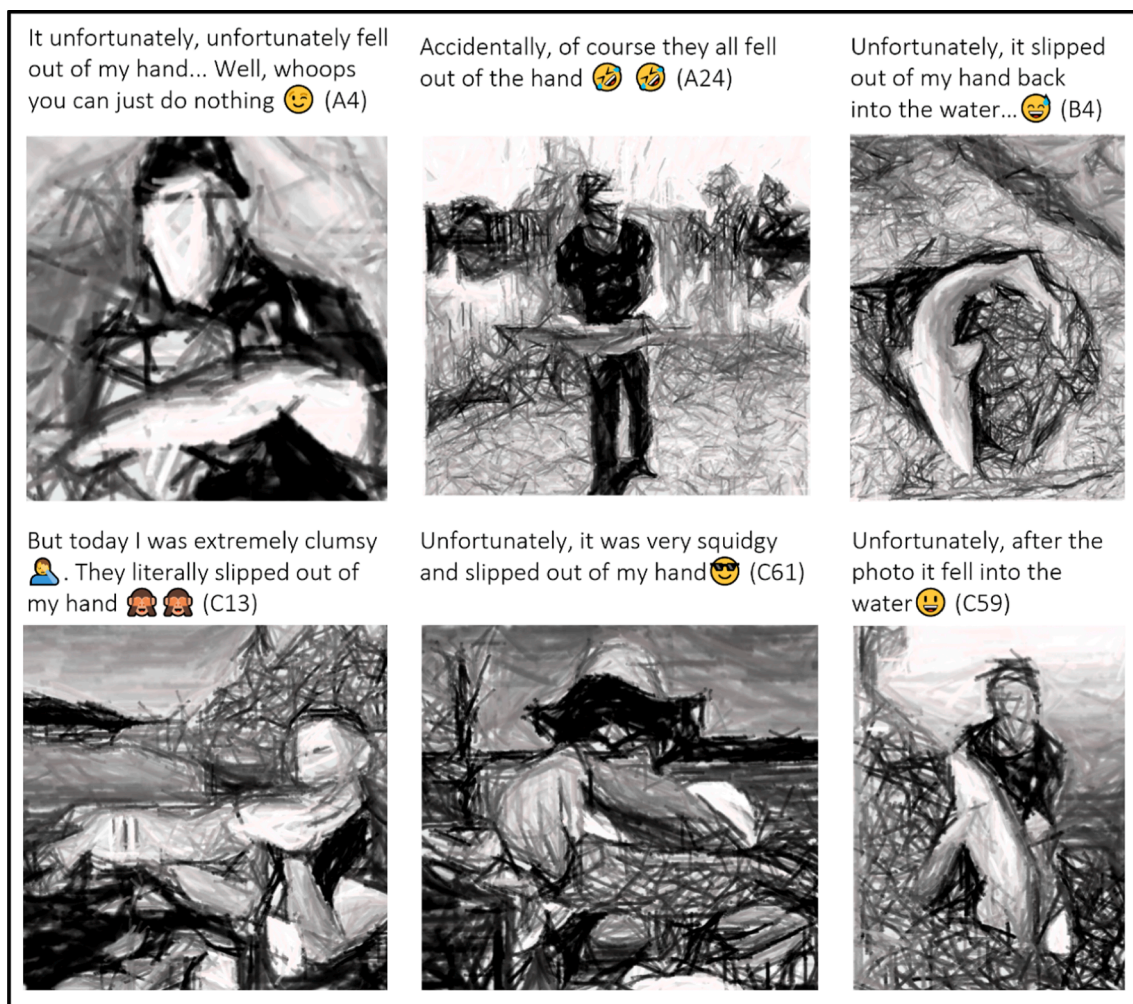 It unfortunately, unfortunately fell
out of my hand... Well, whoops
you can just do nothing 😉 (A4)
Accidentally, of course they all fell
out of the hand 🤣 🤣 (A24)
Unfortunately, it slipped
out of my hand back
into the water...😅 (B4)
But today I was extremely clumsy
🤦‍♂️. They literally slipped out of
my hand 🙈🙈 (C13)
Unfortunately, it was very squidgy
and slipped out of my hand😎 (C61)
Unfortunately, after the
photo it fell into the
water😃 (C59)